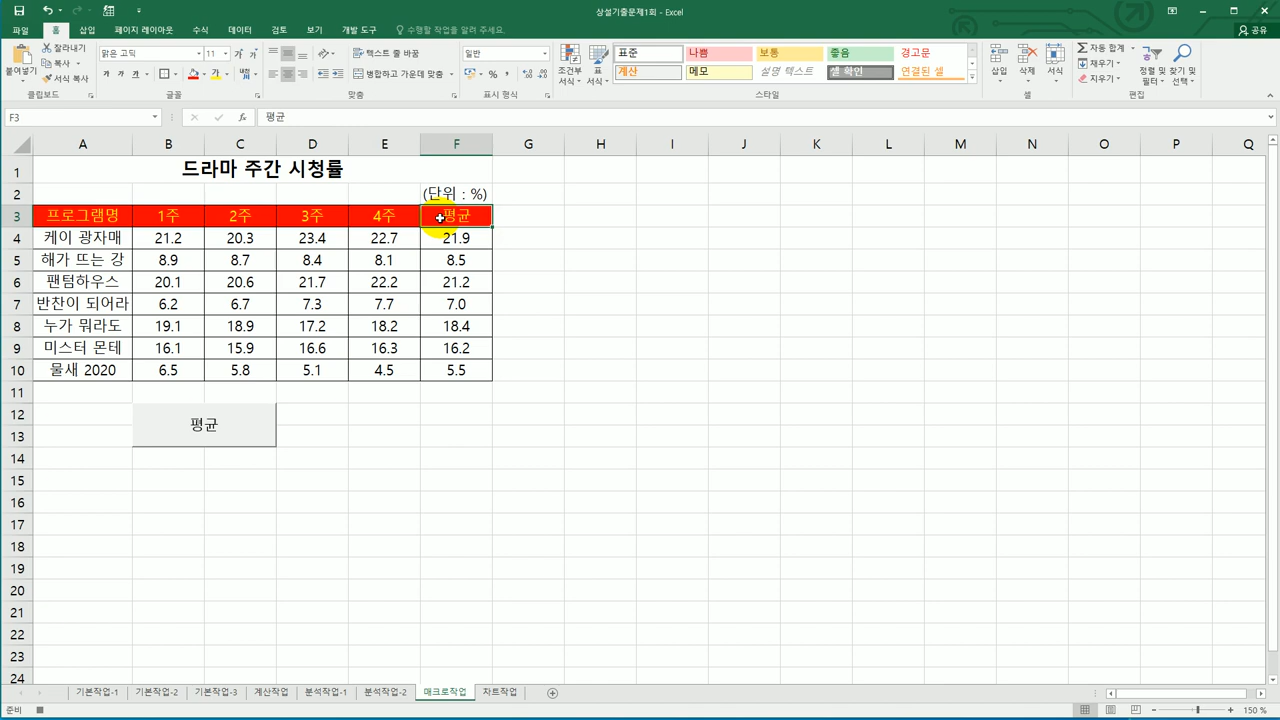 상설기출문제1회 - Excel
파일 홈 삽입 페이지 레이아웃 수식 데이터 검토 보기 개발 도구 수행할 작업을 알려 주세요. 공유
붙여넣기 잘라내기 복사 서식 클립보드
맑은 고딕 11 가 가 가 글꼴
텍스트 줄 바꿈 병합하고 가운데 맞춤 맞춤
일반 % 표시 형식
조건부 서식 표 서식 표준 나쁨 보통 좋음 경고문
계산 메모 설명 텍스트 셀 확인 연결된 셀 스타일
삽입 삭제 서식 셀
자동 합계 채우기 지우기 정렬 및 필터 찾기 및 선택 편집
F3 fx 평균
A B C D E F G H I J K L M N O P Q
1 드라마 주간 시청률
2 (단위 : %)
3 프로그램명 1주 2주 3주 4주 평균
4 케이 광자매 21.2 20.3 23.4 22.7 21.9
5 해가 뜨는 강 8.9 8.7 8.4 8.1 8.5
6 팬텀하우스 20.1 20.6 21.7 22.2 21.2
7 반찬이 되어라 6.2 6.7 7.3 7.7 7.0
8 누가 뭐라도 19.1 18.9 17.2 18.2 18.4
9 미스터 몬테 16.1 15.9 16.6 16.3 16.2
10 물새 2020 6.5 5.8 5.1 4.5 5.5
11
12
평균
13
14
15
16
17
18
19
20
21
22
23
24
기본작업-1 기본작업-2 기본작업-3 계산작업 분석작업-1 분석작업-2 매크로작업 차트작업
준비 150 %